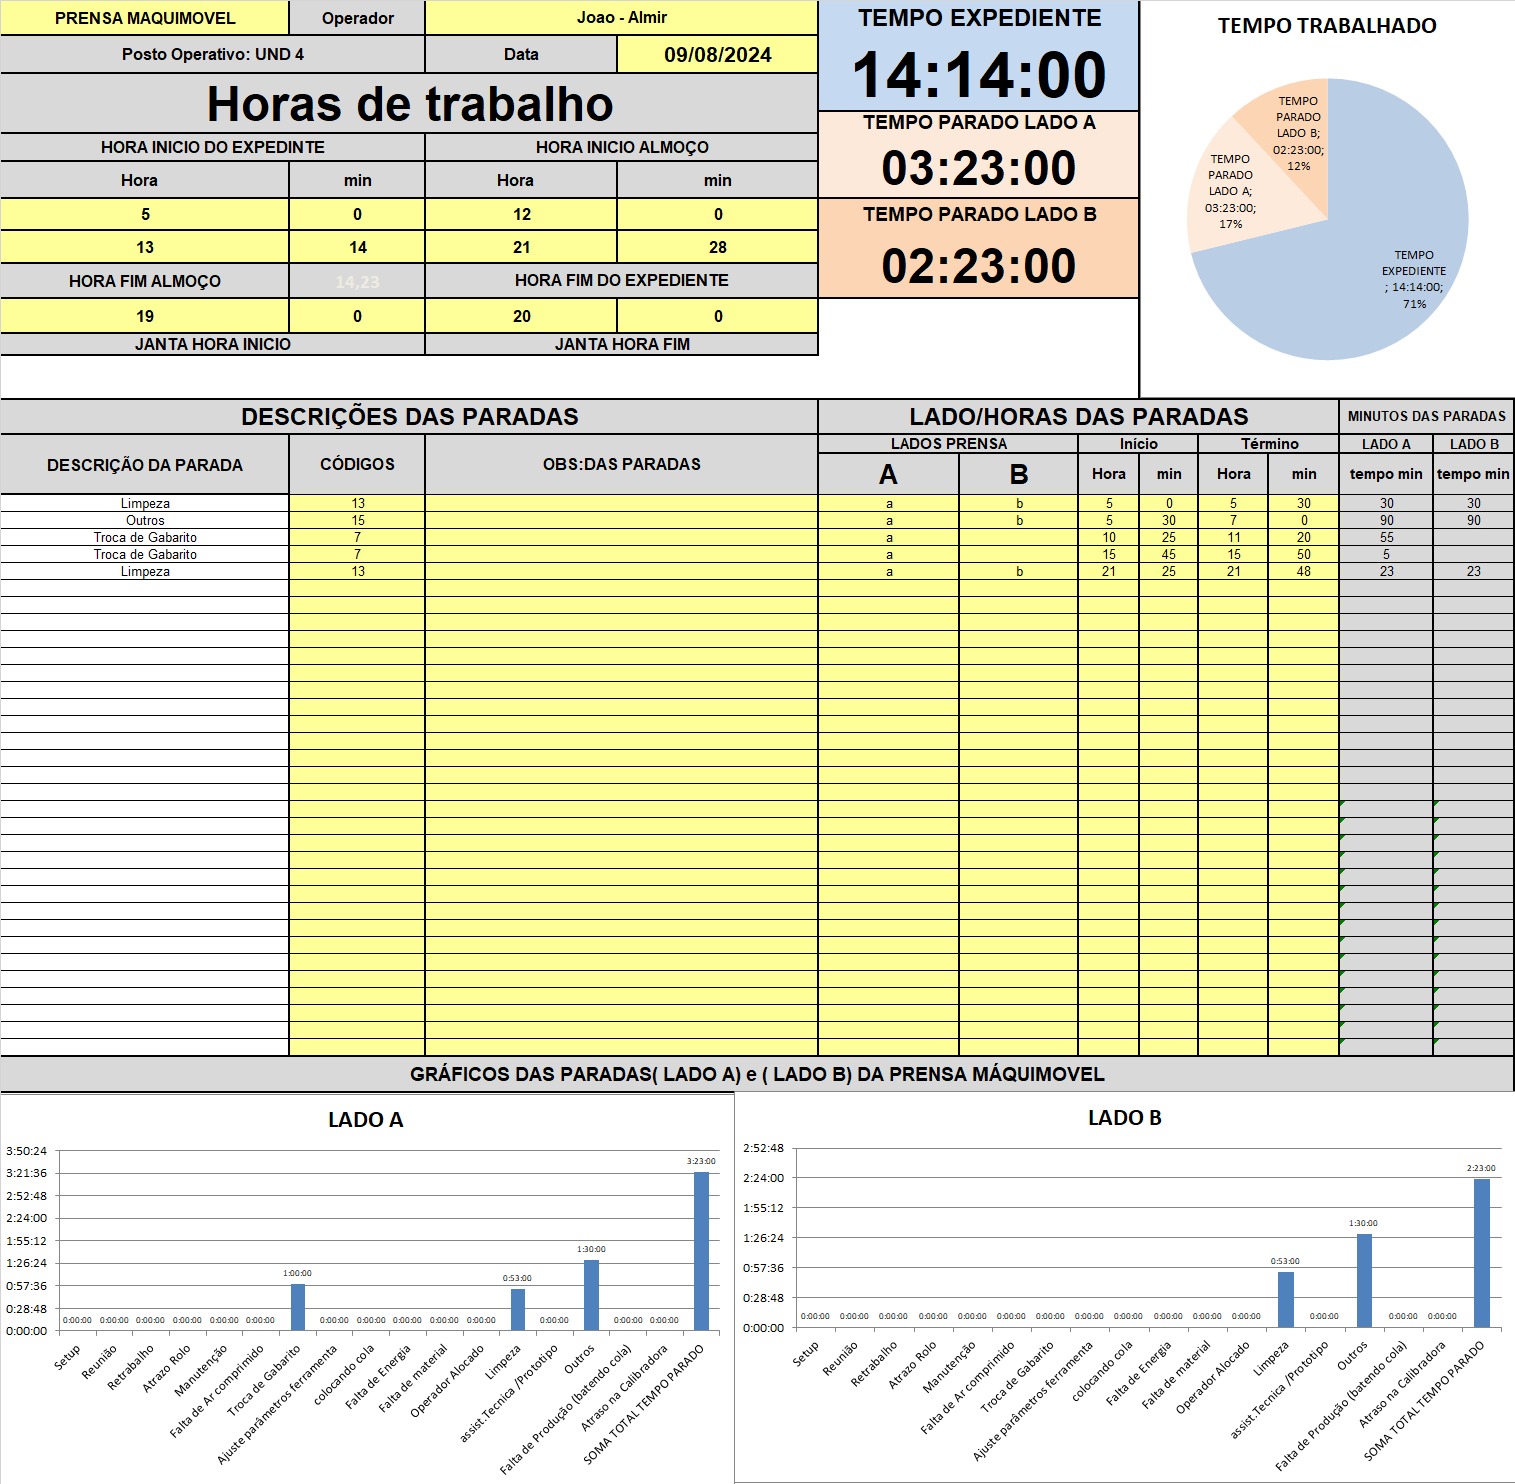 PRENSA MAQUIMOVEL Operador Joao - Almir
Posto Operativo: UND 4 Data 09/08/2024
Horas de trabalho
HORA INICIO DO EXPEDINTE HORA INICIO ALMOÇO
Hora min Hora min
5 0 12 0
13 14 21 28
HORA FIM ALMOÇO 14,23 HORA FIM DO EXPEDIENTE
19 0 20 0
JANTA HORA INICIO JANTA HORA FIM
TEMPO EXPEDIENTE
14:14:00
TEMPO PARADO LADO A
03:23:00
TEMPO PARADO LADO B
02:23:00
TEMPO TRABALHADO
TEMPO
PARADO
LADO B;
02:23:00;
12%
TEMPO
PARADO
LADO A;
03:23:00;
17%
TEMPO
EXPEDIENTE
; 14:14:00;
71%
DESCRIÇÕES DAS PARADAS LADO/HORAS DAS PARADAS MINUTOS DAS PARADAS
DESCRIÇÃO DA PARADA CÓDIGOS OBS:DAS PARADAS
LADOS PRENSA Início Término LADO A LADO B
A B Hora min Hora min tempo min tempo min
Limpeza 13 a b 5 0 5 30 30 30
Outros 15 a b 5 30 7 0 90 90
Troca de Gabarito 7 a 10 25 11 20 55
Troca de Gabarito 7 a 15 45 15 50 5
Limpeza 13 a b 21 25 21 48 23 23
GRÁFICOS DAS PARADAS( LADO A) e ( LADO B) DA PRENSA MÁQUIMOVEL
LADO A
3:50:24
3:21:36
2:52:48
2:24:00
1:55:12
1:26:24
0:57:36
0:28:48
0:00:00
0:00:00 0:00:00 0:00:00 0:00:00 0:00:00 0:00:00 1:00:00 0:00:00 0:00:00 0:00:00 0:00:00 0:00:00 0:53:00 0:00:00 1:30:00 0:00:00 0:00:00 3:23:00
Setup
Reunião
Retrabalho
Atrazo Rolo
Manutenção
Falta de Ar comprimido
Troca de Gabarito
Ajuste parâmetros ferramenta
colocando cola
Falta de Energia
Falta de material
Operador Alocado
Limpeza
assist.Tecnica /Prototipo
Outros
Falta de Produção (batendo cola)
Atraso na Calibradora
SOMA TOTAL TEMPO PARADO
LADO B
2:52:48
2:24:00
1:55:12
1:26:24
0:57:36
0:28:48
0:00:00
0:00:00 0:00:00 0:00:00 0:00:00 0:00:00 0:00:00 0:00:00 0:00:00 0:00:00 0:00:00 0:00:00 0:00:00 0:53:00 0:00:00 1:30:00 0:00:00 0:00:00 2:23:00
Setup
Reunião
Retrabalho
Atrazo Rolo
Manutenção
Falta de Ar comprimido
Troca de Gabarito
Ajuste parâmetros ferramenta
colocando cola
Falta de Energia
Falta de material
Operador Alocado
Limpeza
assist.Tecnica /Prototipo
Outros
Falta de Produção (batendo cola)
Atraso na Calibradora
SOMA TOTAL TEMPO PARADO